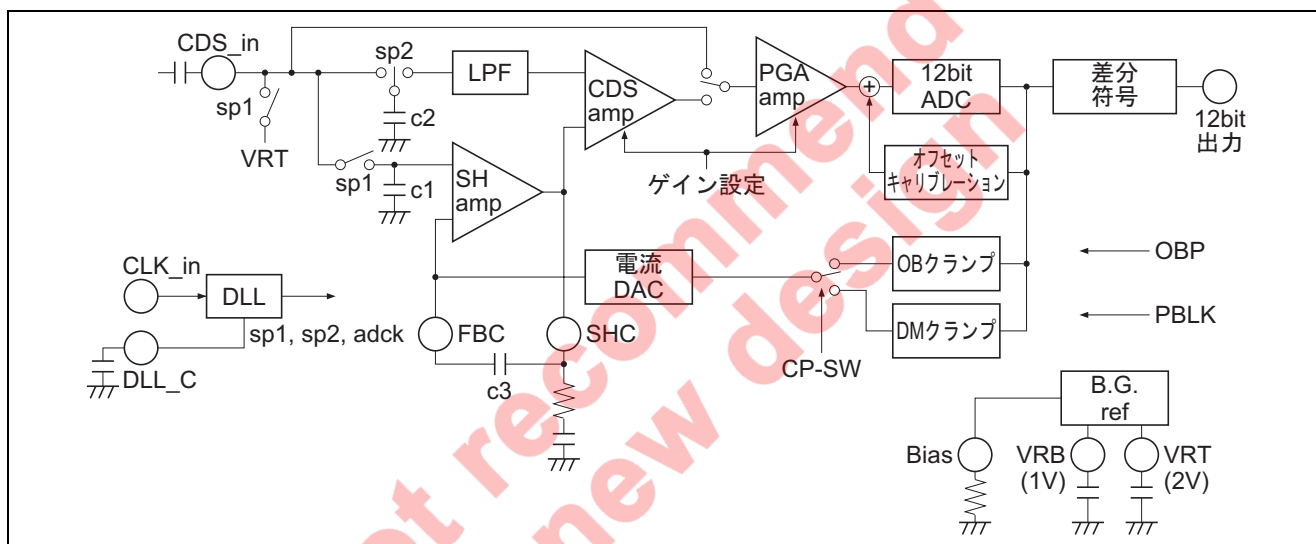 CDS_in
sp1
VRT
sp2
c2
LPF
CDS
amp
PGA
amp
+
12bit
ADC
差分
符号
12bit
出力
sp1
c1
SH
amp
ゲイン設定
オフセット
キャリブレーション
CLK_in
DLL
sp1, sp2, adck
DLL_C
電流
DAC
FBC
SHC
c3
CP-SW
OBクランプ
DMクランプ
OBP
PBLK
B.G.
ref
Bias
VRB
(1V)
VRT
(2V)
ot recommend
new design